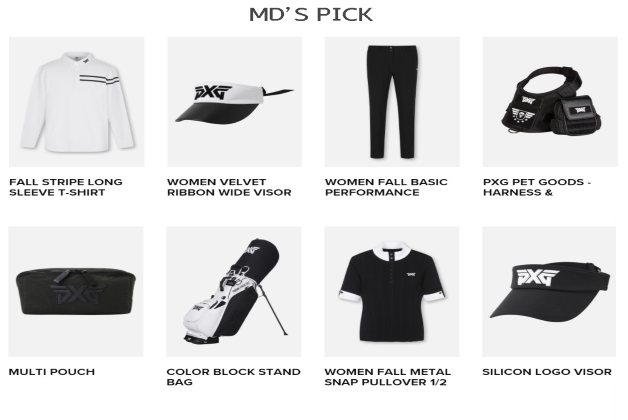 MD'S PICK
PXG
PXG
FALL STRIPE LONG
SLEEVE T-SHIRT
WOMEN VELVET
RIBBON WIDE VISOR
WOMEN FALL BASIC
PERFORMANCE
PXG PET GOODS -
HARNESS &
PXG
PXG
PXG
PXG
MULTI POUCH
COLOR BLOCK STAND
BAG
WOMEN FALL METAL
SNAP PULLOVER 1/2
SILICON LOGO VISOR